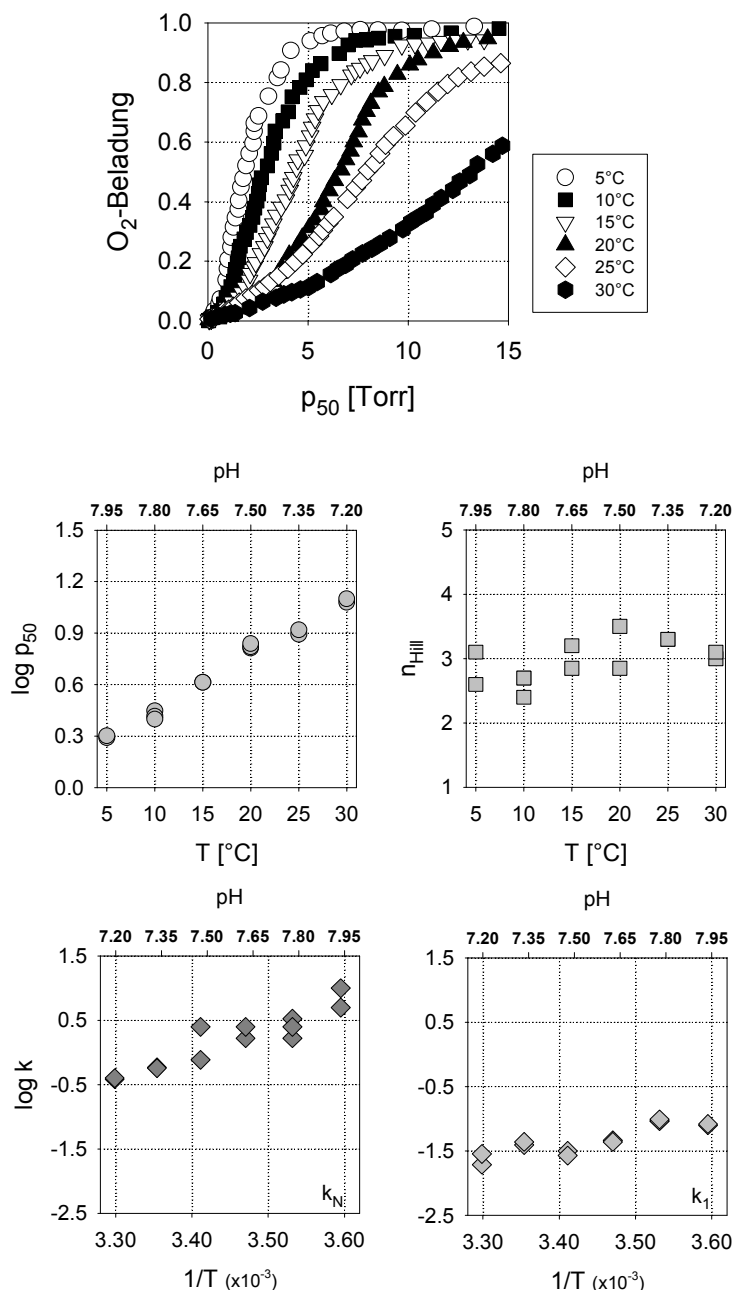 1.0
0.8
0.6
0.4
0.2
0.0
O₂-Beladung
0 5 10 15
p₅₀ [Torr]
5°C
10°C
15°C
20°C
25°C
30°C
pH
7.95 7.80 7.65 7.50 7.35 7.20
1.5
1.2
0.9
0.6
0.3
0.0
log p₅₀
5 10 15 20 25 30
T [°C]
pH
7.95 7.80 7.65 7.50 7.35 7.20
5
4
3
2
1
n_Hill
5 10 15 20 25 30
T [°C]
pH
7.20 7.35 7.50 7.65 7.80 7.95
1.5
0.5
-0.5
-1.5
-2.5
log k
k_N
3.30 3.40 3.50 3.60
1/T (x10⁻³)
pH
7.20 7.35 7.50 7.65 7.80 7.95
1.5
0.5
-0.5
-1.5
-2.5
k₁
3.30 3.40 3.50 3.60
1/T (x10⁻³)